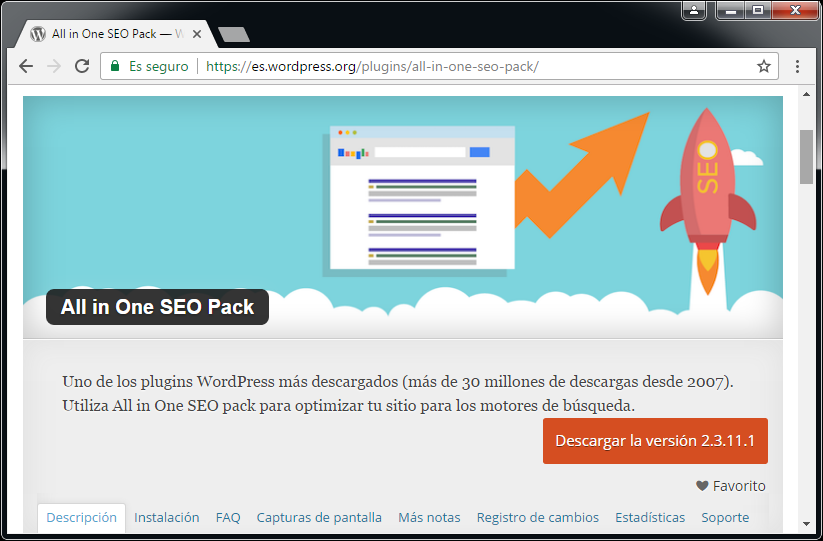 All in One SEO Pack — W
Es seguro
https://es.wordpress.org/plugins/all-in-one-seo-pack/
SEO
All in One SEO Pack
Uno de los plugins WordPress más descargados (más de 30 millones de descargas desde 2007).
Utiliza All in One SEO pack para optimizar tu sitio para los motores de búsqueda.
Descargar la versión 2.3.11.1
Favorito
Descripción Instalación FAQ Capturas de pantalla Más notas Registro de cambios Estadísticas Soporte